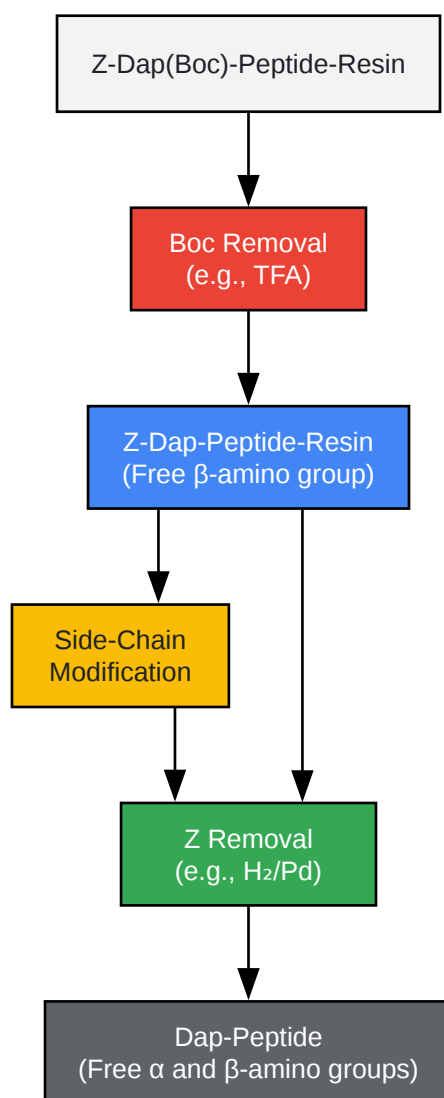 Z-Dap(Boc)-Peptide-Resin
Boc Removal
(e.g., TFA)
Z-Dap-Peptide-Resin
(Free β-amino group)
Side-Chain
Modification
Z Removal
(e.g., H₂/Pd)
Dap-Peptide
(Free α and β-amino groups)